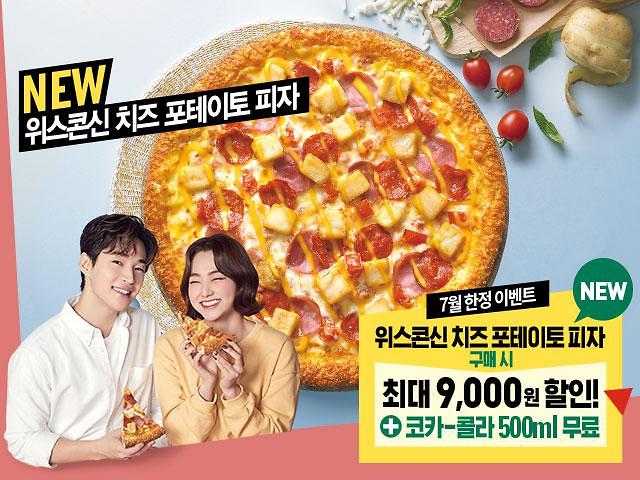 NEW
위스콘신 치즈 포테이토 피자
7월 한정 이벤트
NEW
위스콘신 치즈 포테이토 피자
구매 시
최대 9,000원 할인!
+ 코카-콜라 500ml 무료